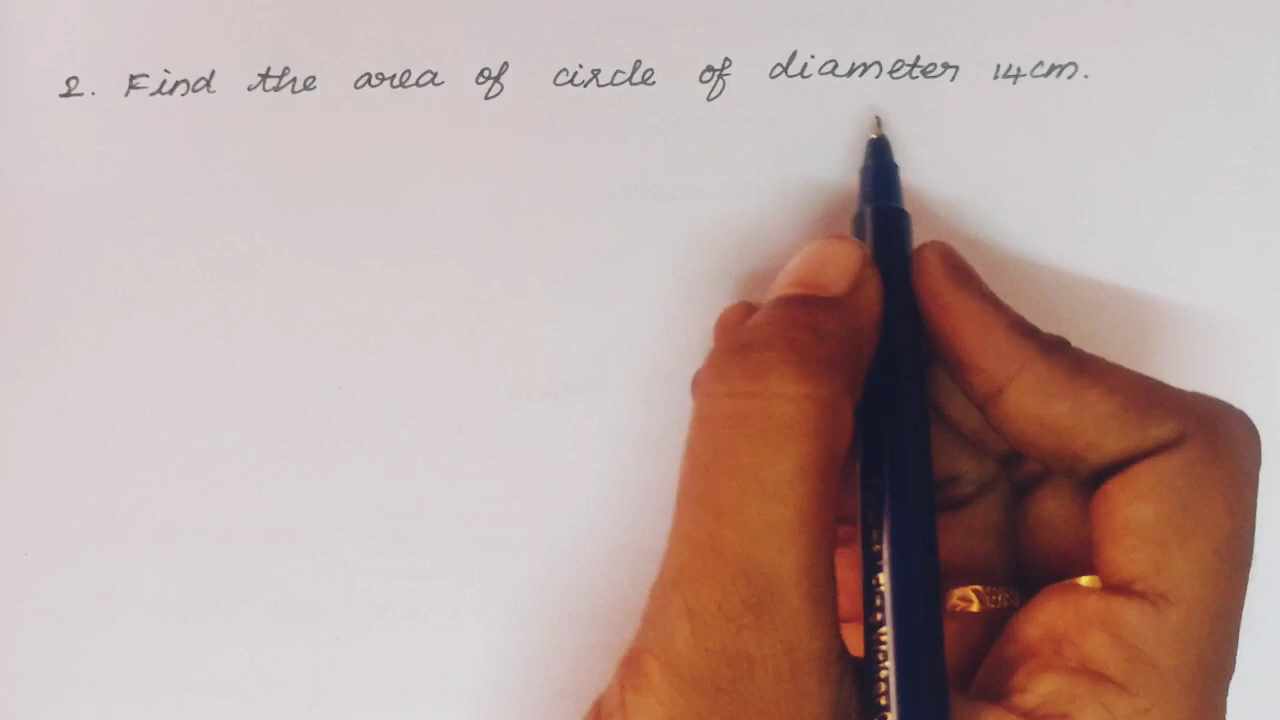 2. Find the area of circle of diameter 14cm.